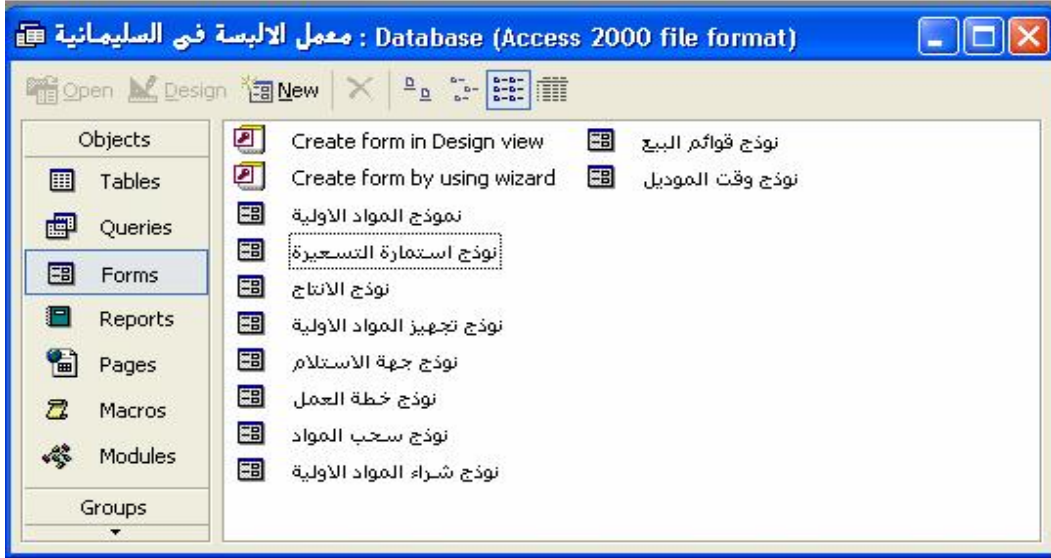 معمل الالبسة في السليمانية : Database (Access 2000 file format)
Open Design New
Objects
Tables
Queries
Forms
Reports
Pages
Macros
Modules
Groups
Create form in Design view
Create form by using wizard
نموذج المواد الاولية
نوذج استمارة التسعيرة
نوذج الانتاج
نوذج تجهيز المواد الاولية
نوذج جهة الاستلام
نوذج خطة العمل
نوذج سحب المواد
نوذج شراء المواد الاولية
نوذج قوائم البيع
نوذج وقت الموديل